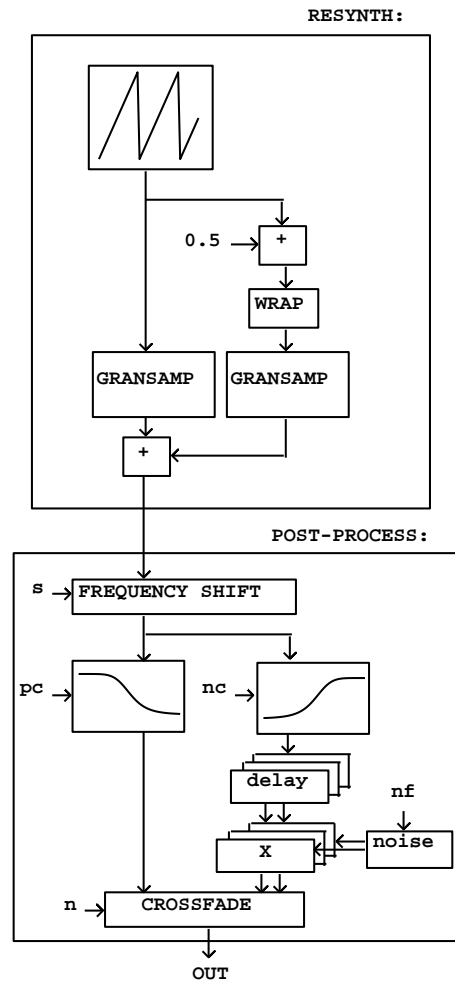 RESYNTH:
0.5
+
WRAP
GRANSAMP
GRANSAMP
+
POST-PROCESS:
s
FREQUENCY SHIFT
pc
nc
delay
nf
noise
X
n
CROSSFADE
OUT